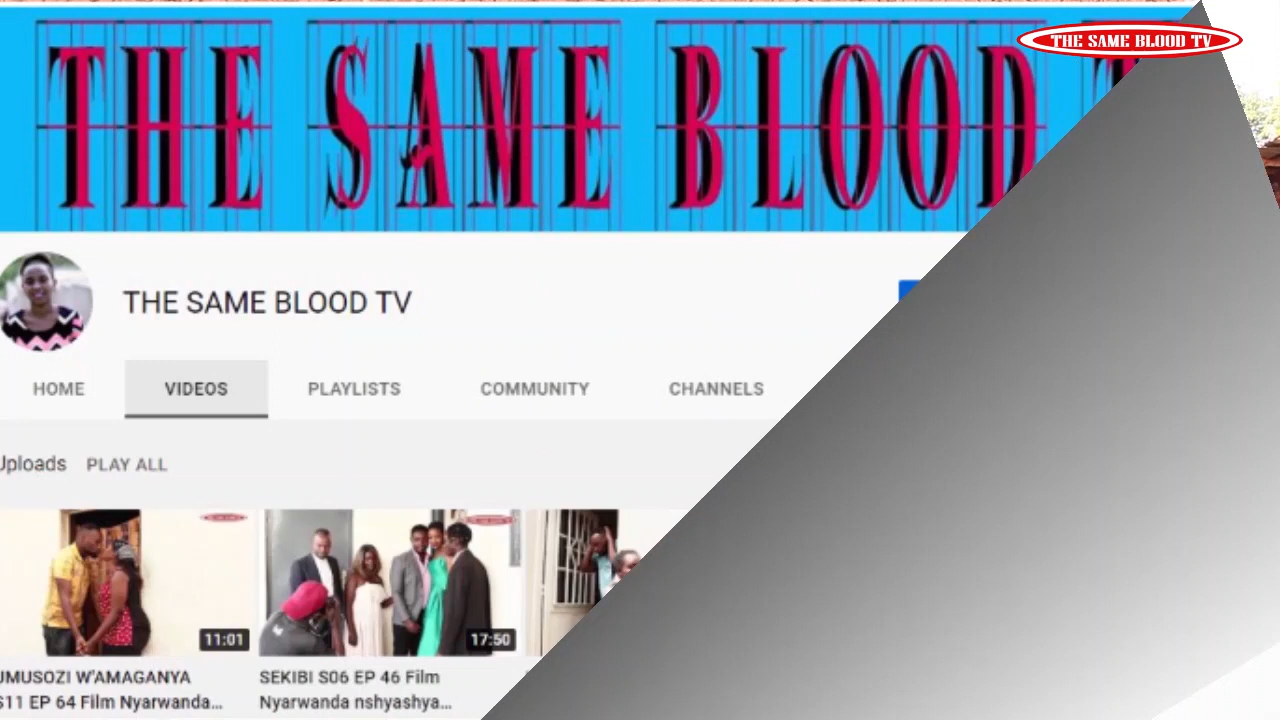 THE SAME BLOOD
THE SAME BLOOD TV
THE SAME BLOOD TV
HOME VIDEOS PLAYLISTS COMMUNITY CHANNELS
Uploads PLAY ALL
11:01 17:50
UMUSOZI W'AMAGANYA SEKIBI S06 EP 46 Film
S11 EP 64 Film Nyarwanda... Nyarwanda nshyashya...